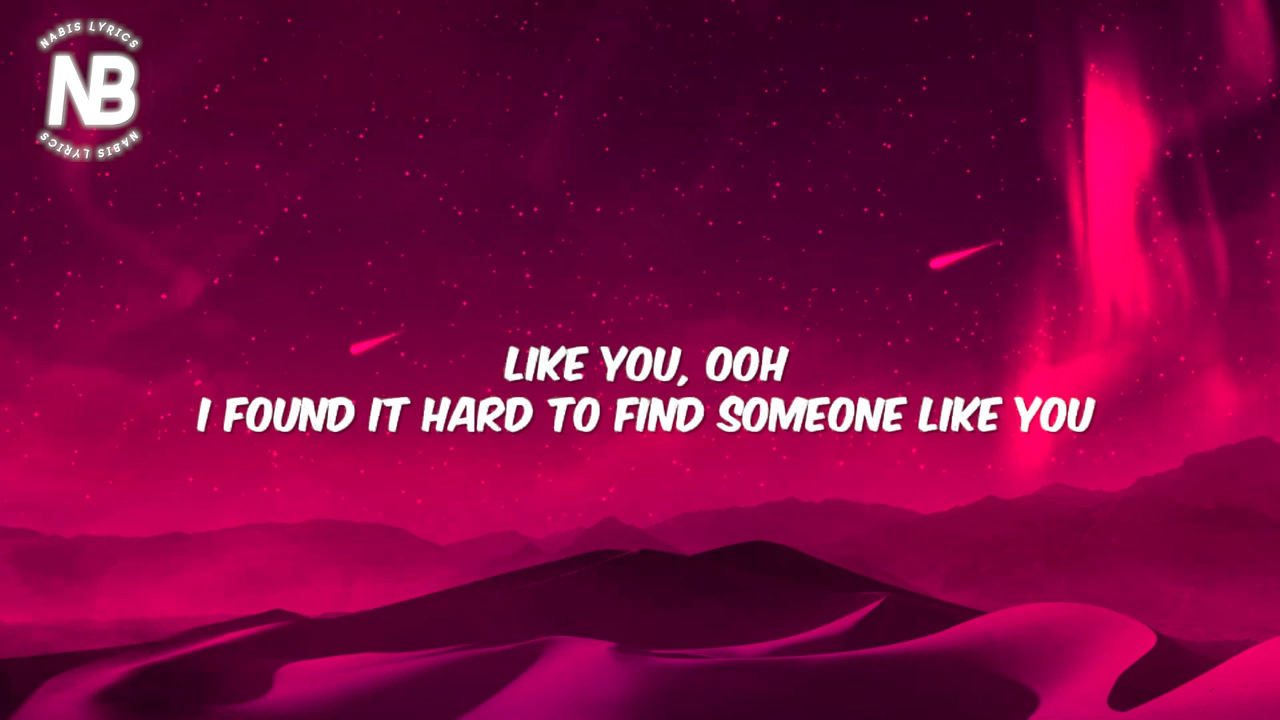 NABIS LYRICS
NB
NABIS LYRICS
LIKE YOU, OOH
I FOUND IT HARD TO FIND SOMEONE LIKE YOU